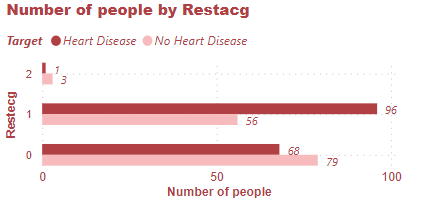 Number of people by Restacg
Target Heart Disease No Heart Disease
2
1
3
1
96
56
0
68
79
Restecg
0 50 100
Number of people